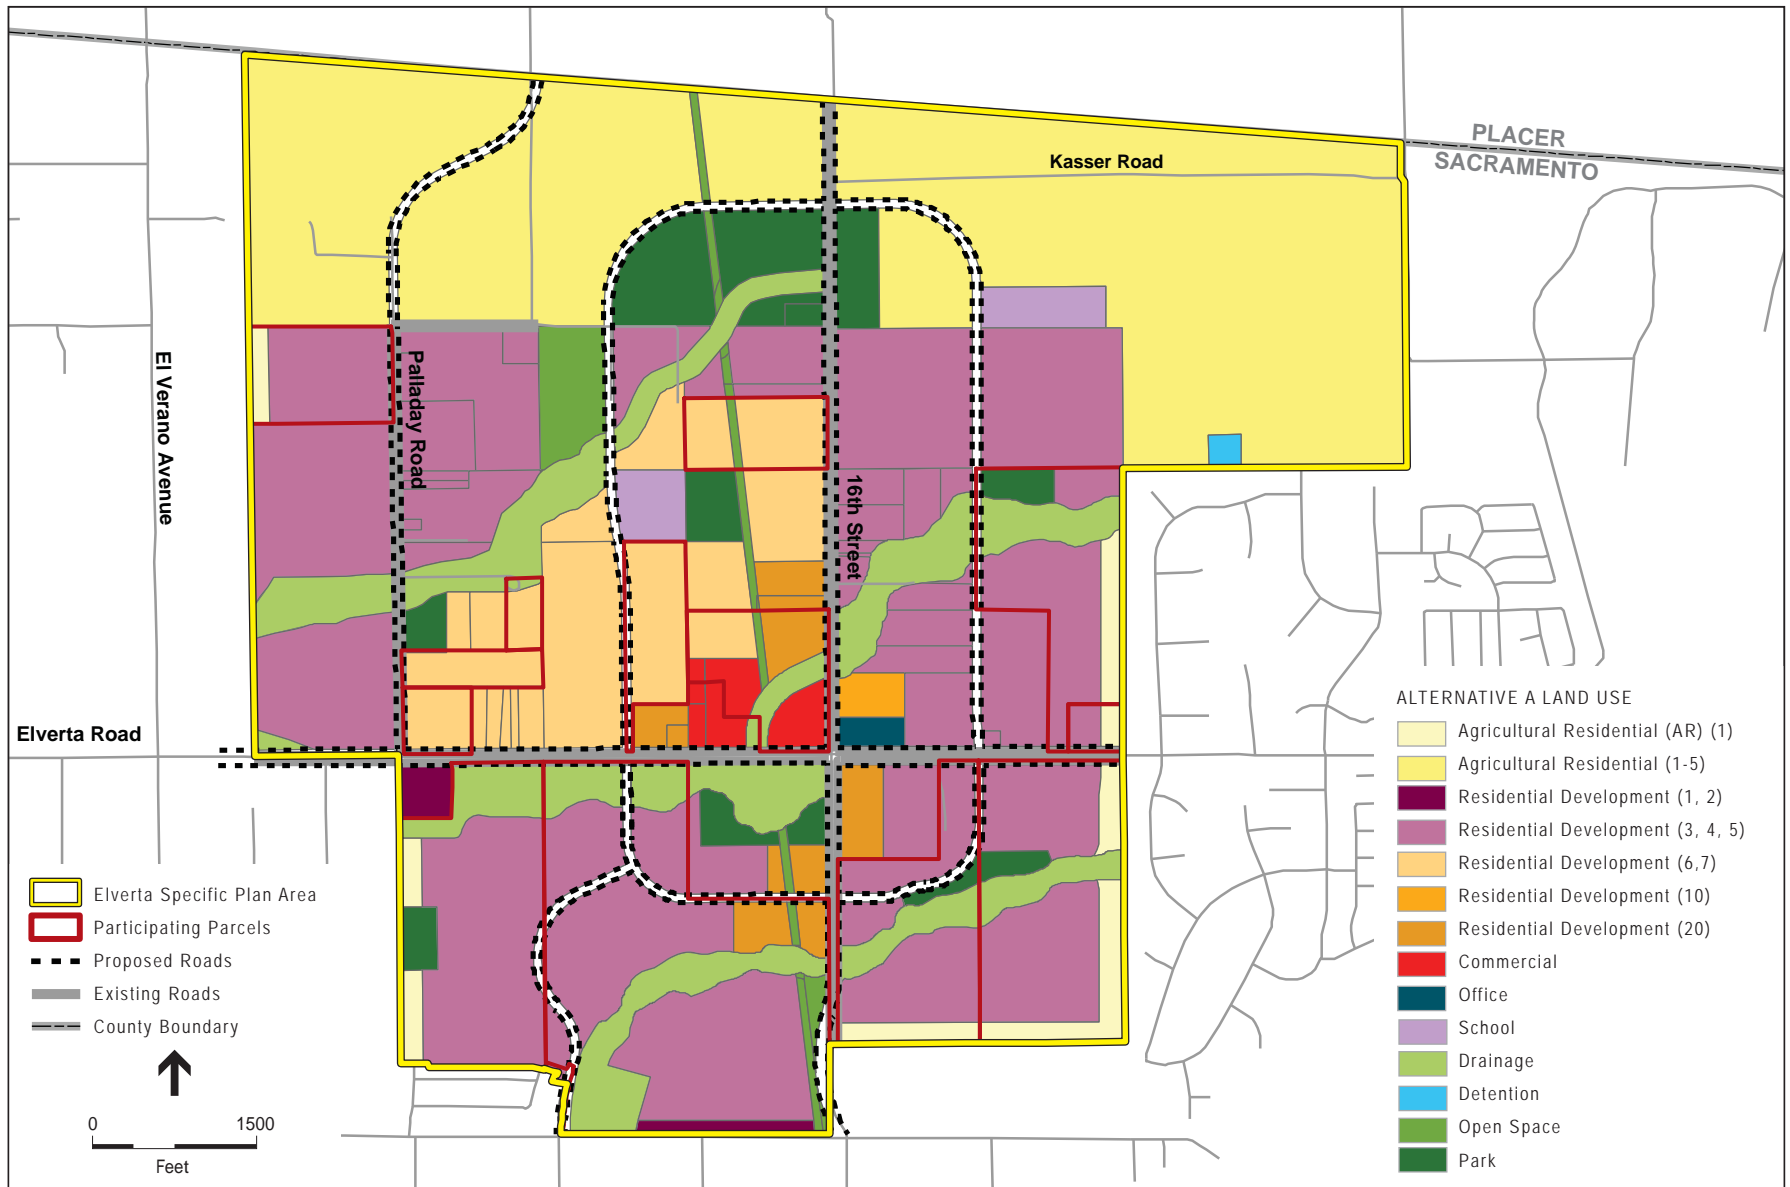 PLACER
SACRAMENTO
Kasser Road
El Verano Avenue
Palladay Road
16th Street
Elverta Road
ALTERNATIVE A LAND USE
Agricultural Residential (AR) (1)
Agricultural Residential (1-5)
Residential Development (1, 2)
Residential Development (3, 4, 5)
Residential Development (6,7)
Residential Development (10)
Residential Development (20)
Commercial
Office
School
Drainage
Detention
Open Space
Park
Elverta Specific Plan Area
Participating Parcels
Proposed Roads
Existing Roads
County Boundary
0 1500
Feet